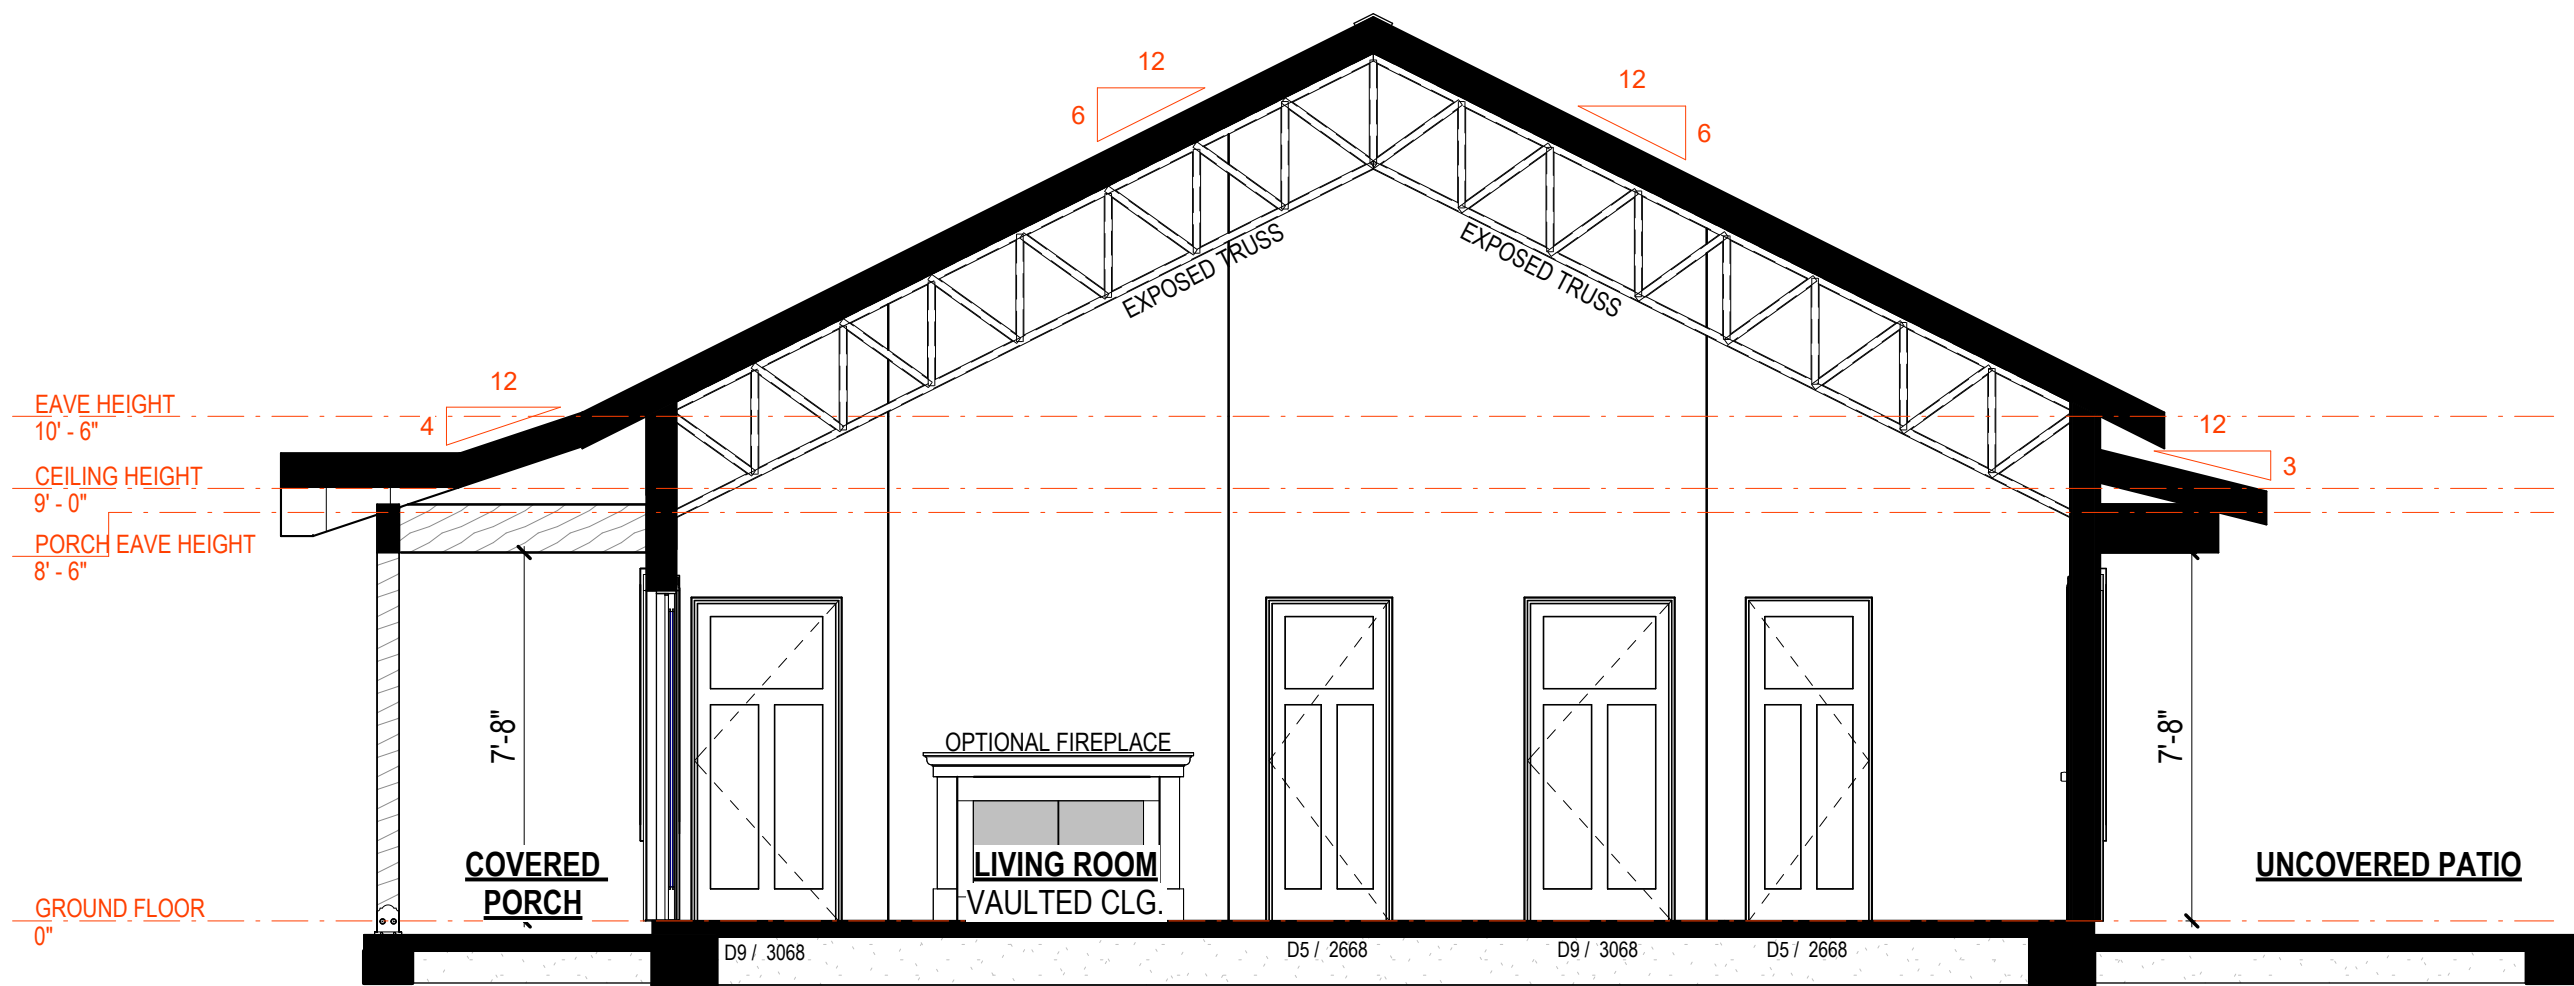 12
6
12
6
EXPOSED TRUSS
EXPOSED TRUSS
12
4
EAVE HEIGHT
10' - 6"
12
3
CEILING HEIGHT
9' - 0"
PORCH EAVE HEIGHT
8' - 6"
7'-8"
7'-8"
OPTIONAL FIREPLACE
COVERED
PORCH
LIVING ROOM
VAULTED CLG.
UNCOVERED PATIO
GROUND FLOOR
0"
D9 / 3068
D5 / 2668
D9 / 3068
D5 / 2668